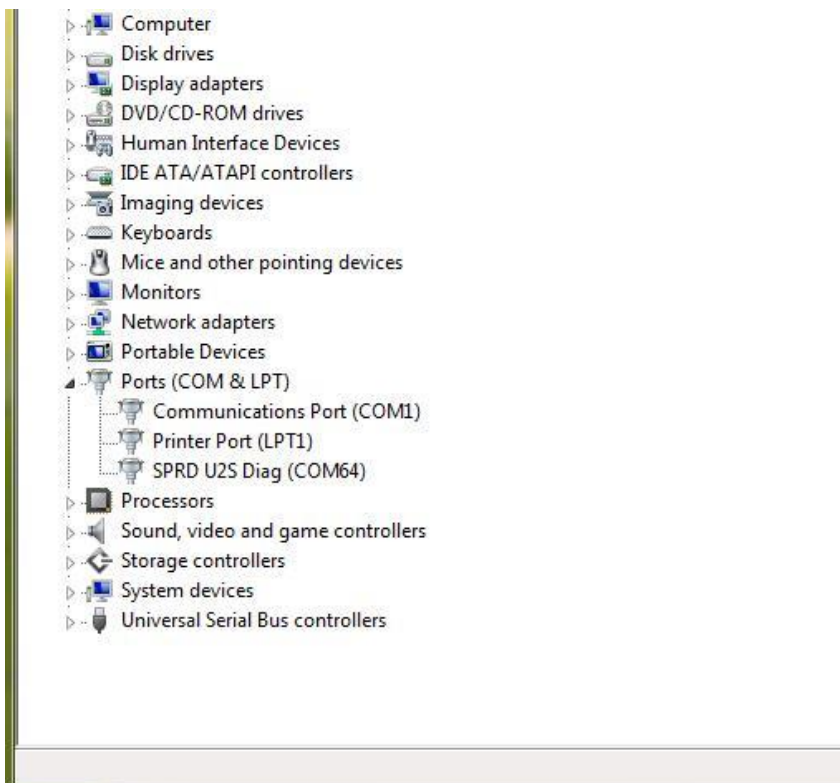 Computer
Disk drives
Display adapters
DVD/CD-ROM drives
Human Interface Devices
IDE ATA/ATAPI controllers
Imaging devices
Keyboards
Mice and other pointing devices
Monitors
Network adapters
Portable Devices
Ports (COM & LPT)
Communications Port (COM1)
Printer Port (LPT1)
SPRD U2S Diag (COM64)
Processors
Sound, video and game controllers
Storage controllers
System devices
Universal Serial Bus controllers